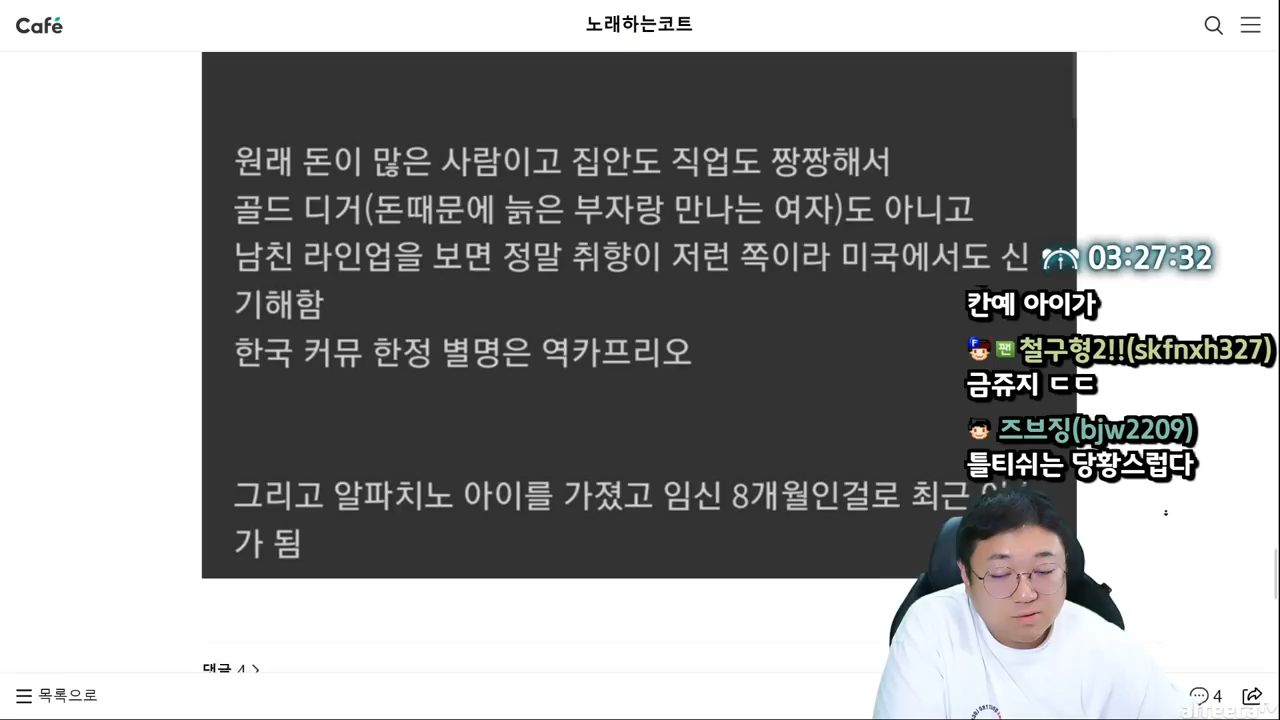 Café
노래하는코트
원래 돈이 많은 사람이고 집안도 직업도 짱짱해서
골드 디거(돈때문에 늙은 부자랑 만나는 여자)도 아니고
남친 라인업을 보면 정말 취향이 저런 쪽이라 미국에서도 신
기해함
한국 커뮤 한정 별명은 역카프리오
그리고 알파치노 아이를 가졌고 임신 8개월인걸로 최근
가 됨
03:27:32
칸예 아이가
F 팬 철구형2!!(skfnxh327)
금쥬지 ㄷㄷ
즈브징(bjw2209)
틀티쉬는 당황스럽다
:
댓글 4
목록으로
4
afreecaTV